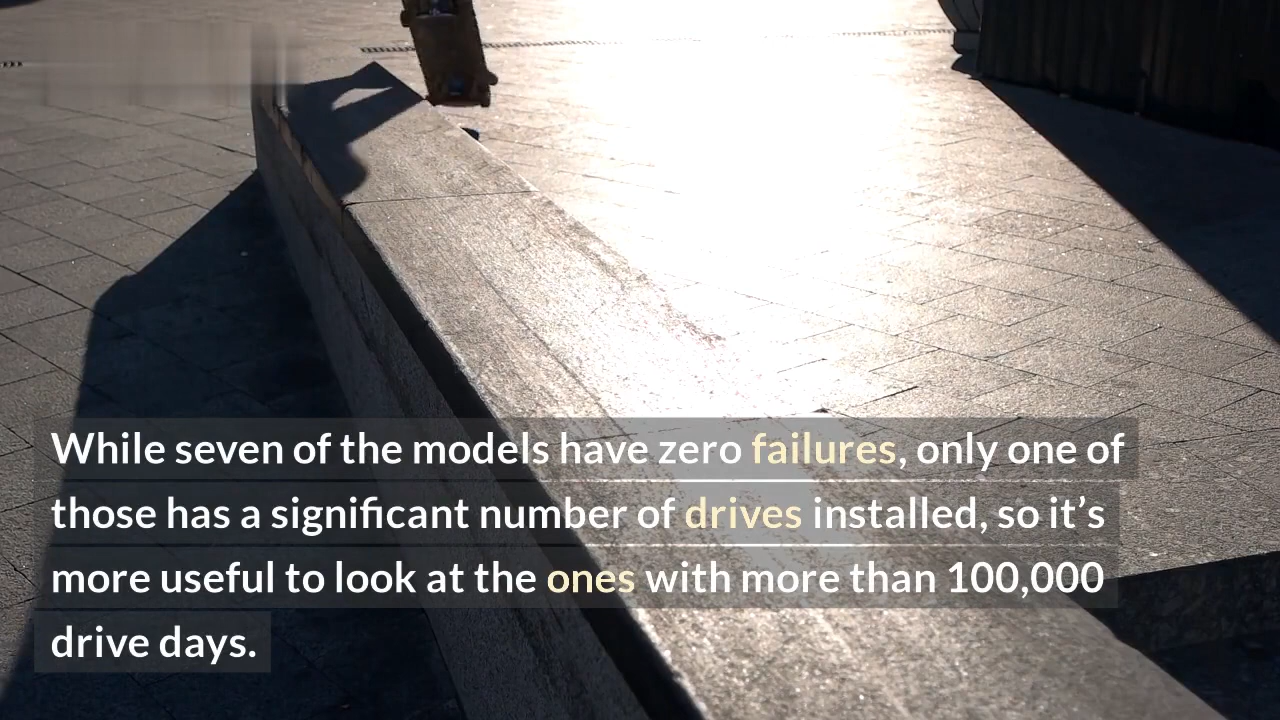 While seven of the models have zero failures, only one of
those has a significant number of drives installed, so it’s
more useful to look at the ones with more than 100,000
drive days.